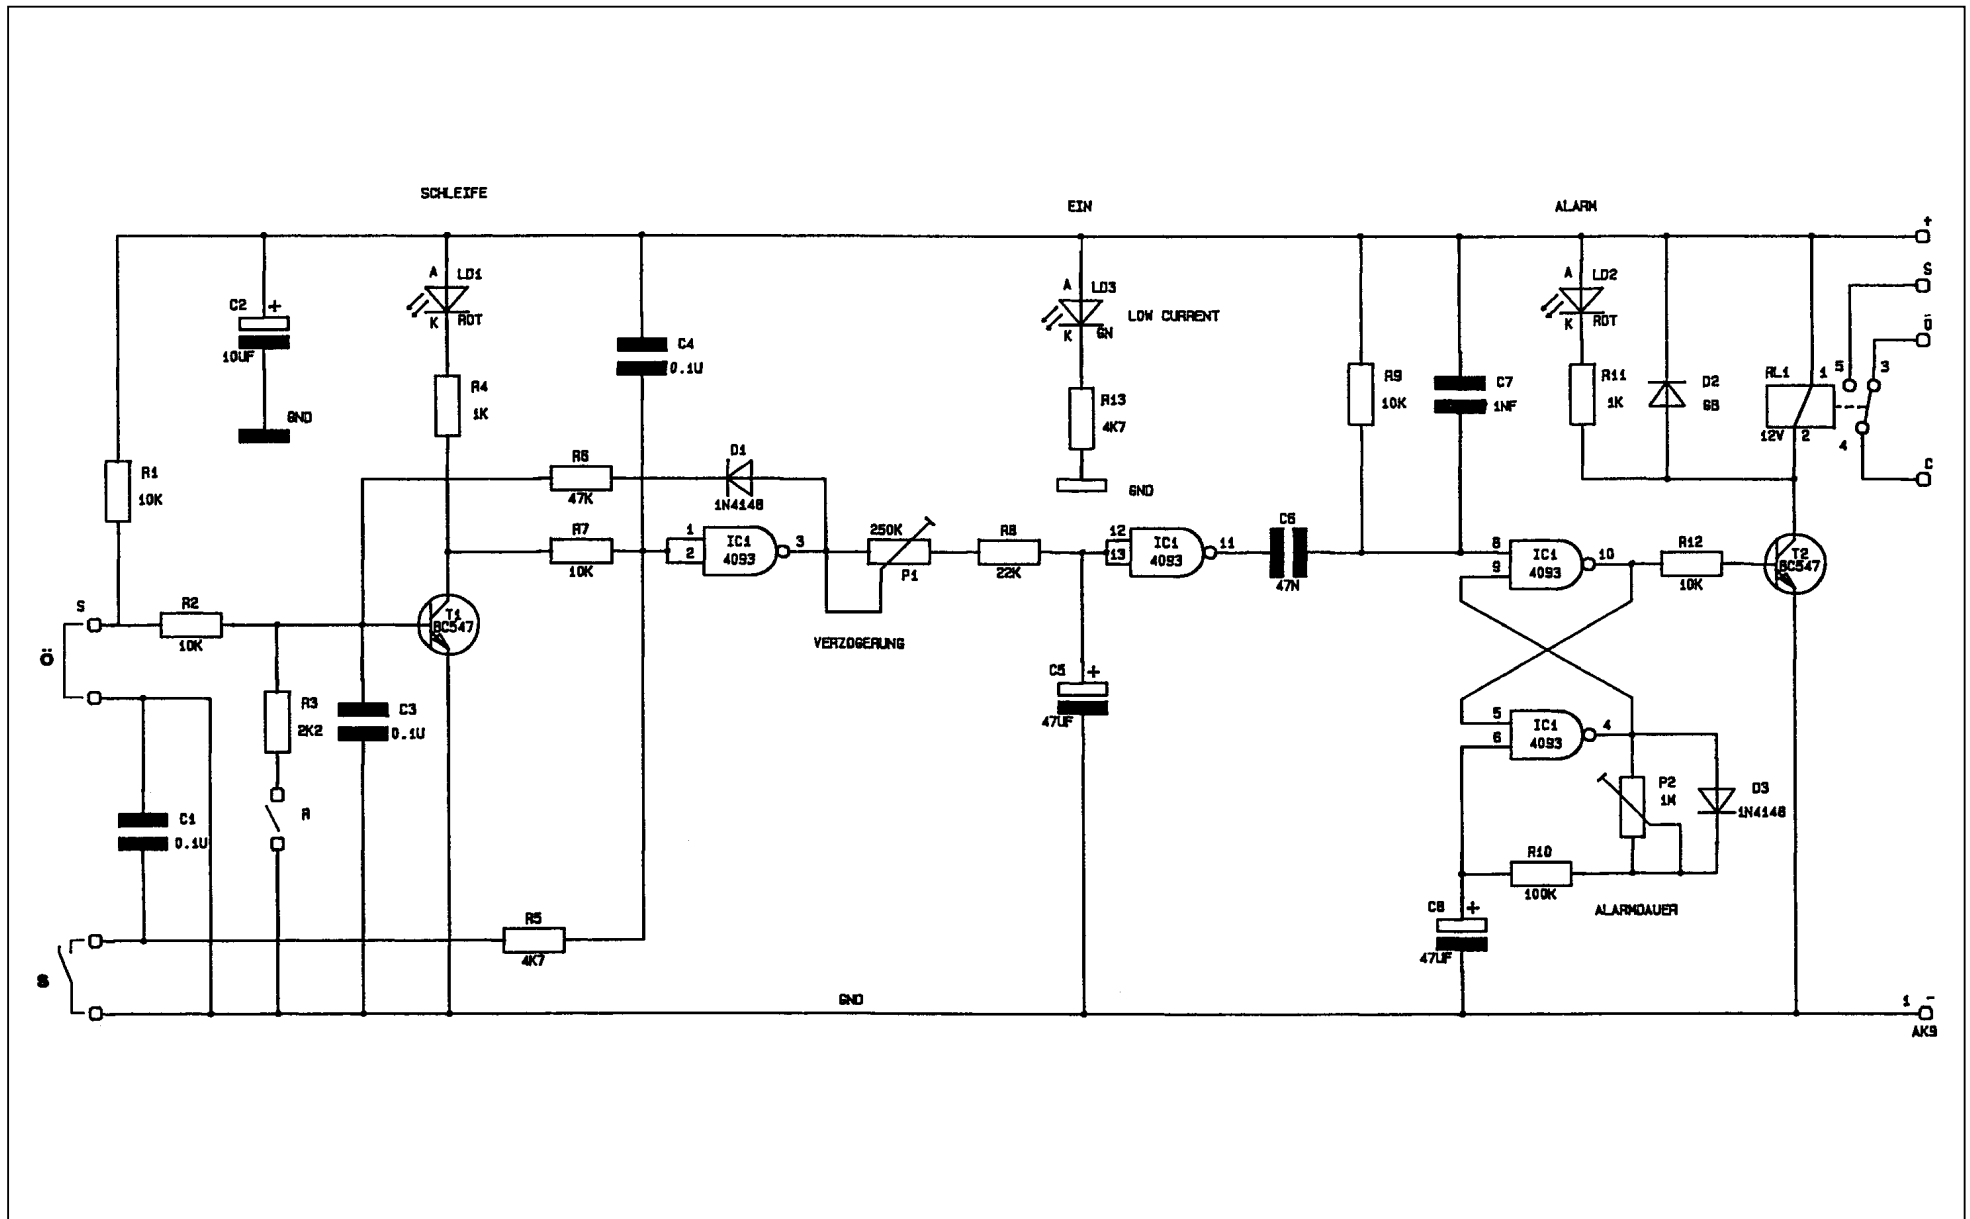 SCHLEIFE
EIN
ALARM
+
S
Ö
C
A
LD1
K
ROT
C2
+
10UF
GND
R4
1K
C4
0.1U
A
LD3
K
GN
LOW CURRENT
R13
4K7
GND
A
LD2
K
ROT
R9
10K
C7
1NF
R11
1K
D2
GB
RL1
1
12V
2
5
3
4
R1
10K
R6
47K
D1
1N4148
R7
10K
1
2
IC1
4093
3
250K
P1
R8
22K
12
13
IC1
4093
11
C6
47N
8
9
IC1
4093
10
R12
10K
T2
BC547
S
R2
10K
T1
BC547
VERZOGERUNG
Ö
R3
2K2
C3
0.1U
C5
+
47UF
5
6
IC1
4093
4
P2
1M
D3
1N4148
C1
0.1U
R
R10
100K
ALARMDAUER
C8
+
47UF
R5
4K7
S
GND
1
-
AK9